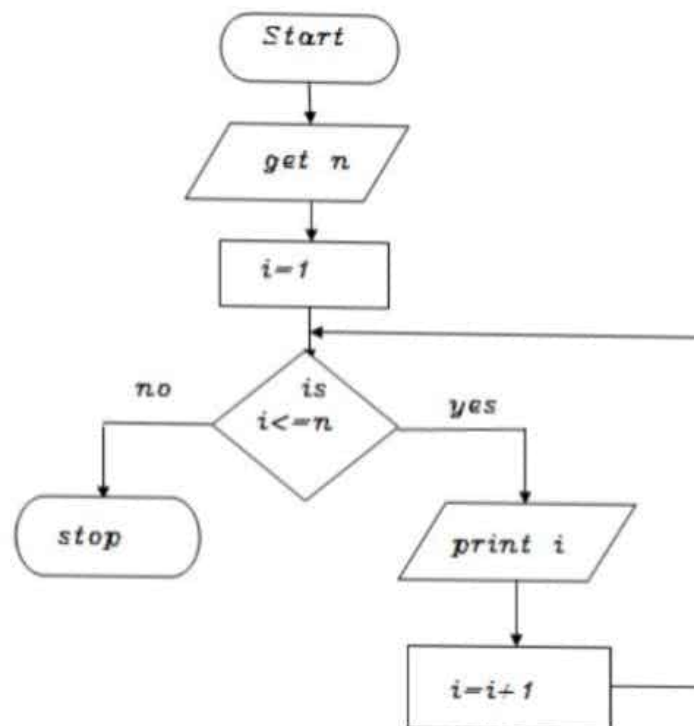 Start
get n
i=1
is
i<=n
no
yes
stop
print i
i=i+1